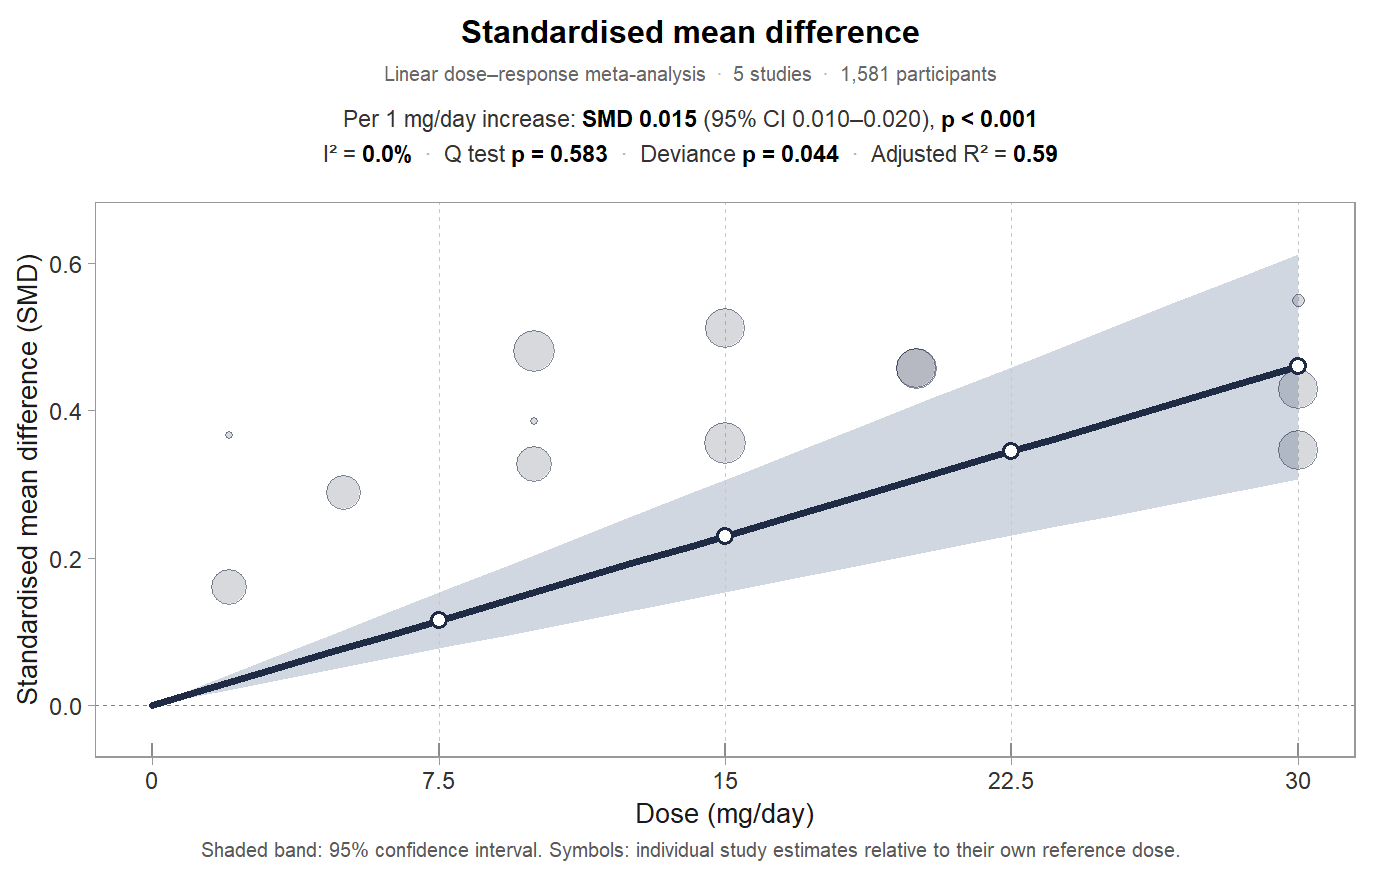 Standardised mean difference
Linear dose–response meta-analysis · 5 studies · 1,581 participants
Per 1 mg/day increase: SMD 0.015 (95% CI 0.010–0.020), p < 0.001
I² = 0.0% · Q test p = 0.583 · Deviance p = 0.044 · Adjusted R² = 0.59
Standardised mean difference (SMD)
0.6
0.4
0.2
0.0
0 7.5 15 22.5 30
Dose (mg/day)
Shaded band: 95% confidence interval. Symbols: individual study estimates relative to their own reference dose.